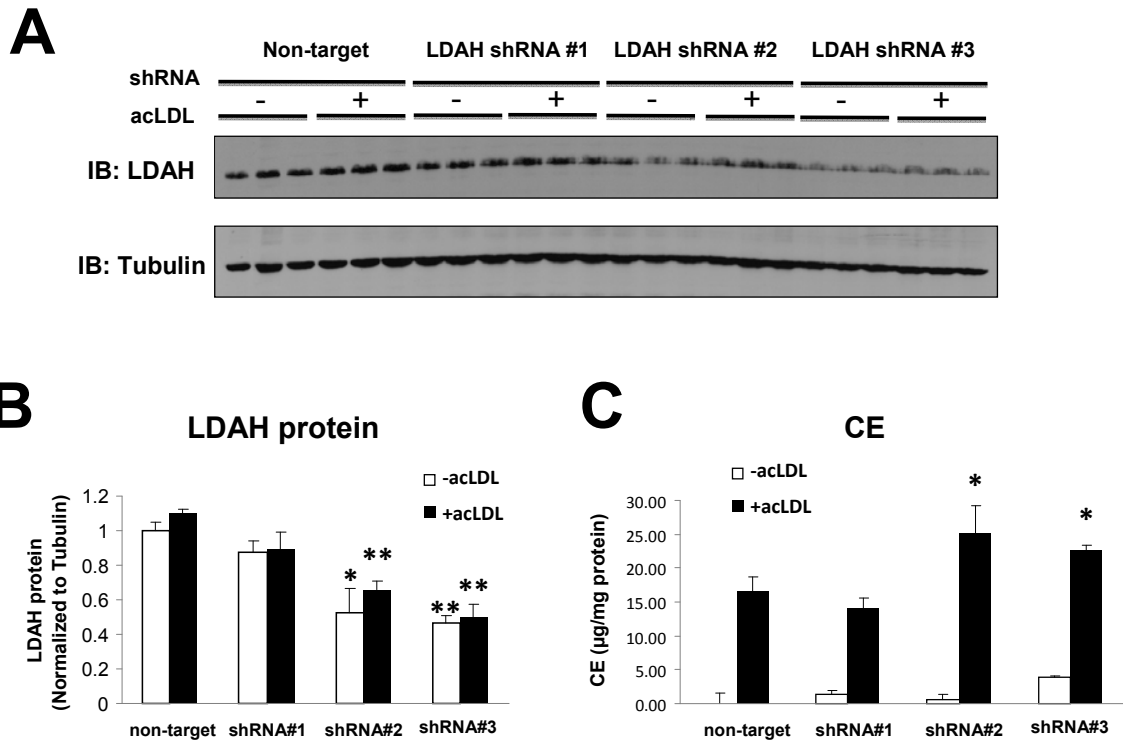 A
Non-target LDAH shRNA #1 LDAH shRNA #2 LDAH shRNA #3
shRNA
- + - + - + - +
acLDL
IB: LDAH
IB: Tubulin
B
LDAH protein
-acLDL
+acLDL
LDAH protein
(Normalized to Tubulin)
1.2
1
0.8
0.6
0.4
0.2
0
* ** ** **
non-target shRNA#1 shRNA#2 shRNA#3
C
CE
-acLDL
+acLDL
CE (µg/mg protein)
30.00
25.00
20.00
15.00
10.00
5.00
0.00
* *
non-target shRNA#1 shRNA#2 shRNA#3